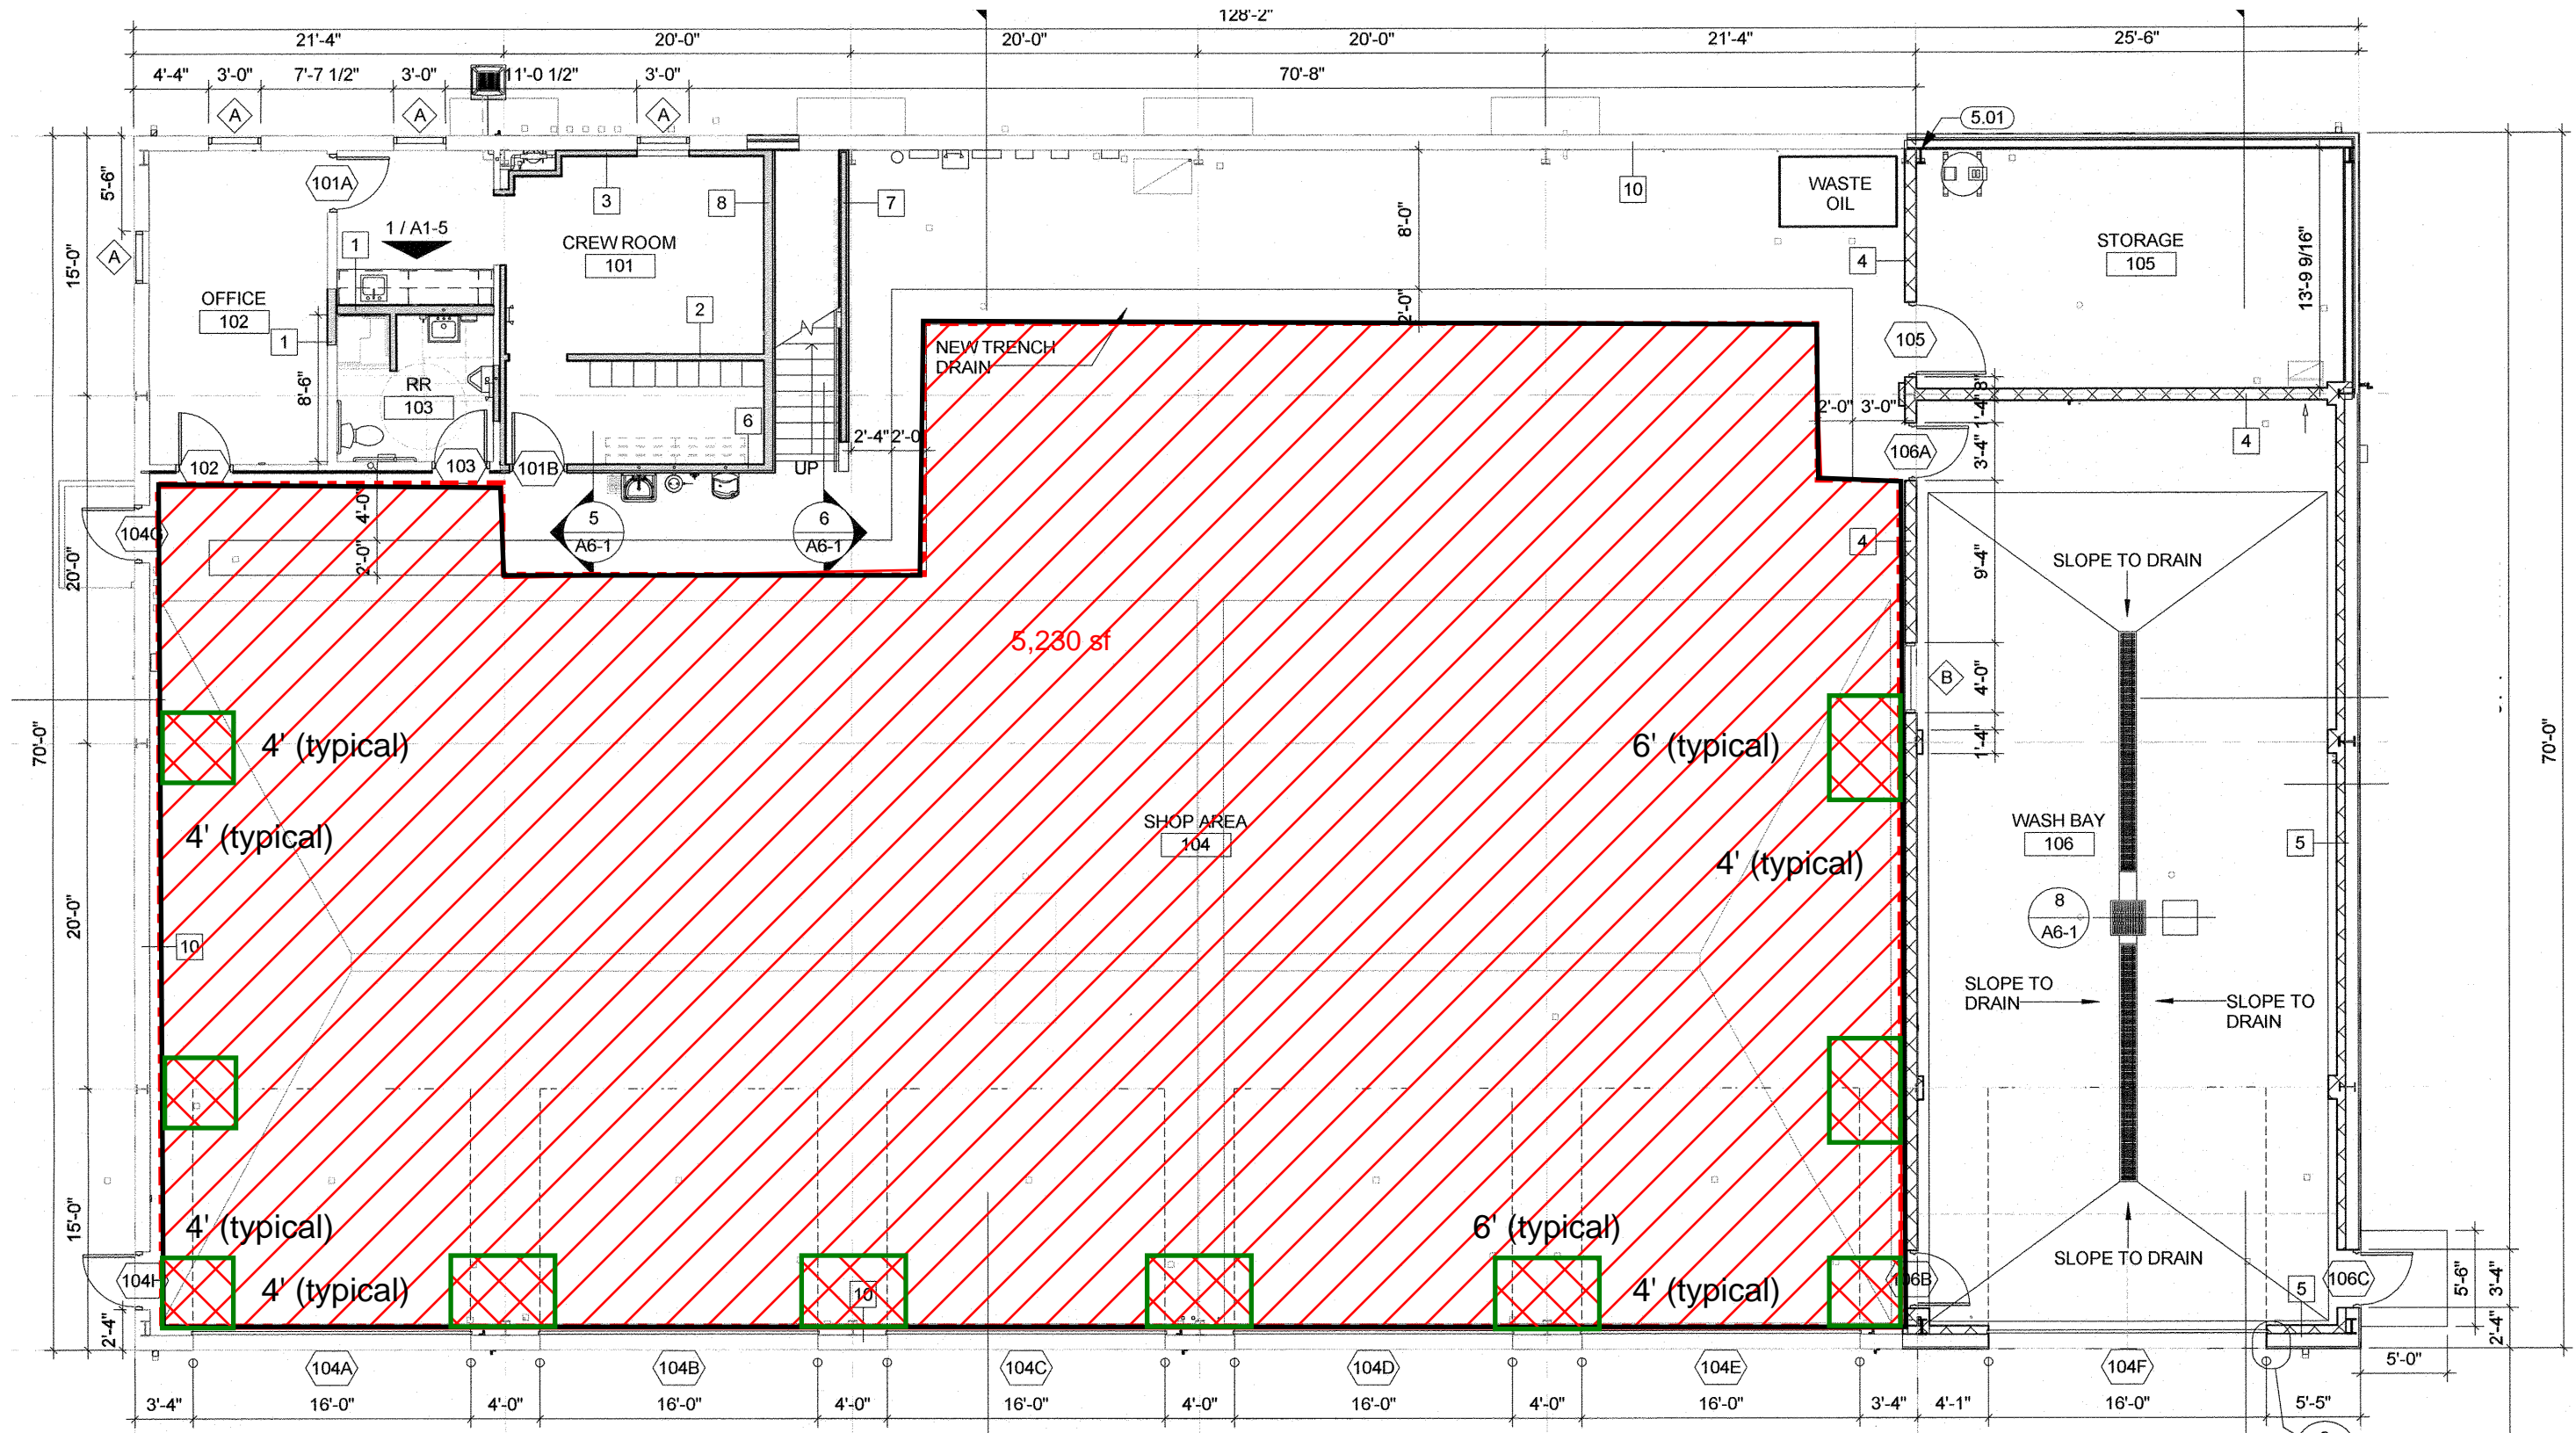 128'-2"
21'-4"
20'-0"
20'-0"
20'-0"
21'-4"
25'-6"
4'-4"
3'-0"
7'-7 1/2"
3'-0"
11'-0 1/2"
3'-0"
70'-8"
A
A
A
5.01
5'-6"
101A
3
8
7
10
WASTE
OIL
1 / A1-5
1
CREW ROOM
101
8'-0"
4
STORAGE
105
13'-9 9/16"
A
15'-0"
OFFICE
102
1
2
2'-0"
NEW TRENCH
DRAIN
105
8'-6"
RR
103
6
2'-4"
2'-0
2'-0"
3'-0"
8"
1'-4"
4
102
103
101B
UP
106A
3'-4"
4'-0"
104G
5
A6-1
6
A6-1
4
20'-0"
2'-0"
9'-4"
SLOPE TO DRAIN
5,230 sf
B
4'-0"
70'-0"
4' (typical)
6' (typical)
1'-4"
70'-0"
4' (typical)
SHOP AREA
104
4' (typical)
WASH BAY
106
5
20'-0"
10
8
A6-1
SLOPE TO
DRAIN
SLOPE TO
DRAIN
15'-0"
4' (typical)
6' (typical)
SLOPE TO DRAIN
104H
4' (typical)
10
4' (typical)
106B
5
106C
5'-6"
3'-4"
2'-4"
2'-4"
104A
104B
104C
104D
104E
104F
5'-0"
3'-4"
16'-0"
4'-0"
16'-0"
4'-0"
16'-0"
4'-0"
16'-0"
4'-0"
16'-0"
3'-4"
4'-1"
16'-0"
5'-5"